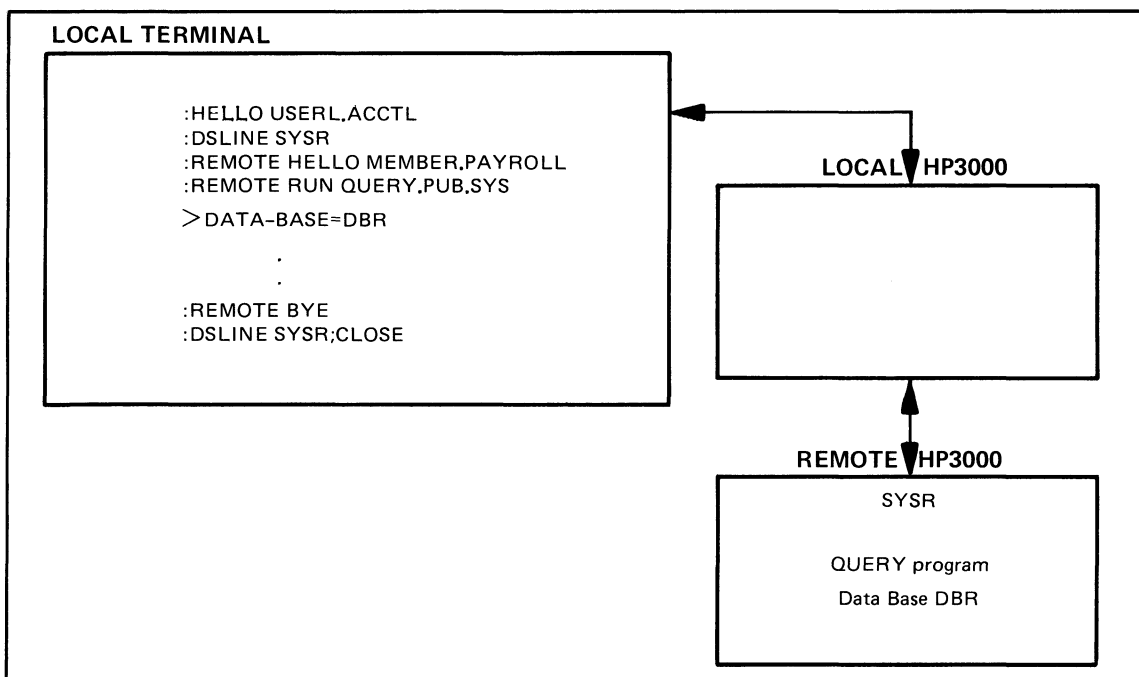 LOCAL TERMINAL
:HELLO USERL.ACCTL
:DSLINE SYSR
:REMOTE HELLO MEMBER.PAYROLL
:REMOTE RUN QUERY.PUB.SYS
>DATA-BASE=DBR
.
.
:REMOTE BYE
:DSLINE SYSR;CLOSE
LOCAL HP3000
REMOTE HP3000
SYSR
QUERY program
Data Base DBR